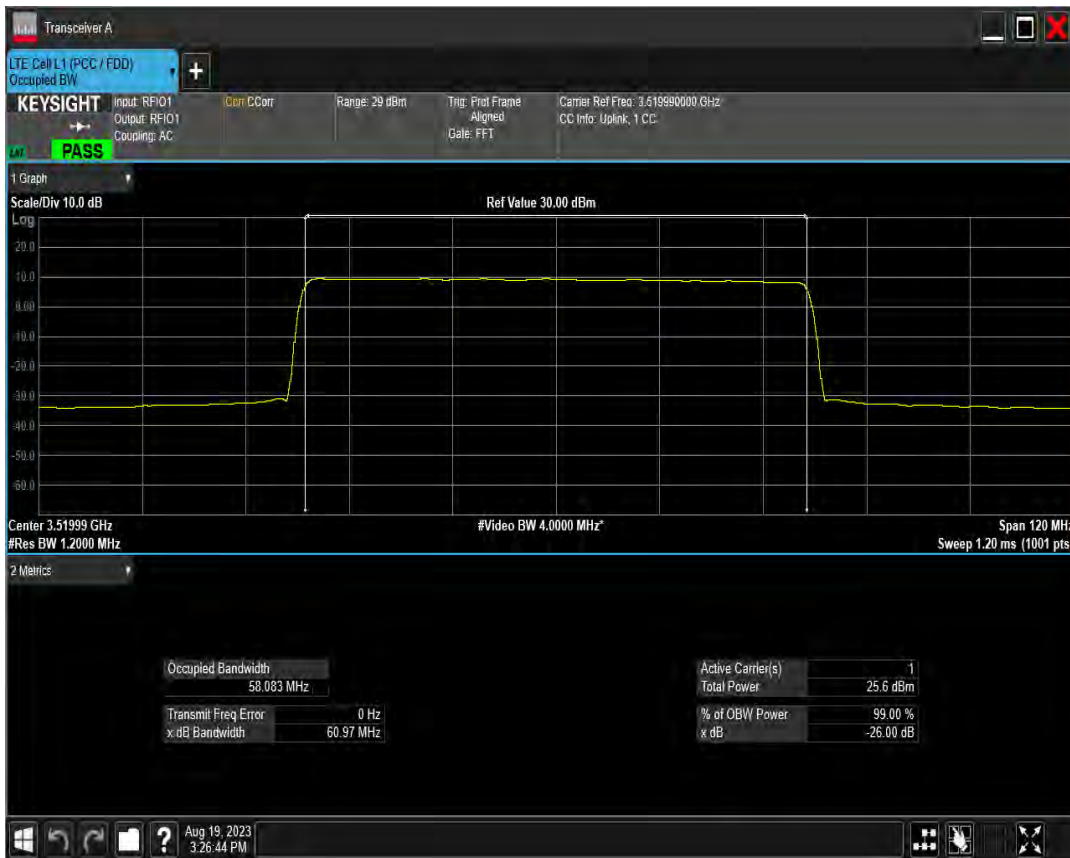 Transceiver A
LTE Cell L1 (PCC / FDD)
Occupied BW
+
KEYSIGHT
Input: RFIO1
Output: RFIO1
Coupling: AC
Corr CCorr
Range: 29 dBm
Trig: Prot Frame
Aligned
Gate: FFT
Carrier Ref Freq: 3.519990000 GHz
CC Info: Uplink, 1 CC
PASS
1 Graph
Scale/Div 10.0 dB
Ref Value 30.00 dBm
Log
20.0
10.0
0.00
-10.0
-20.0
-30.0
-40.0
-50.0
-60.0
Center 3.51999 GHz
#Video BW 4.0000 MHz*
Span 120 MHz
#Res BW 1.2000 MHz
Sweep 1.20 ms (1001 pts
2 Metrics
Occupied Bandwidth
58.083 MHz
Transmit Freq Error 0 Hz
x dB Bandwidth 60.97 MHz
Active Carrier(s) 1
Total Power 25.6 dBm
% of OBW Power 99.00 %
x dB -26.00 dB
?
Aug 19, 2023
3:26:44 PM